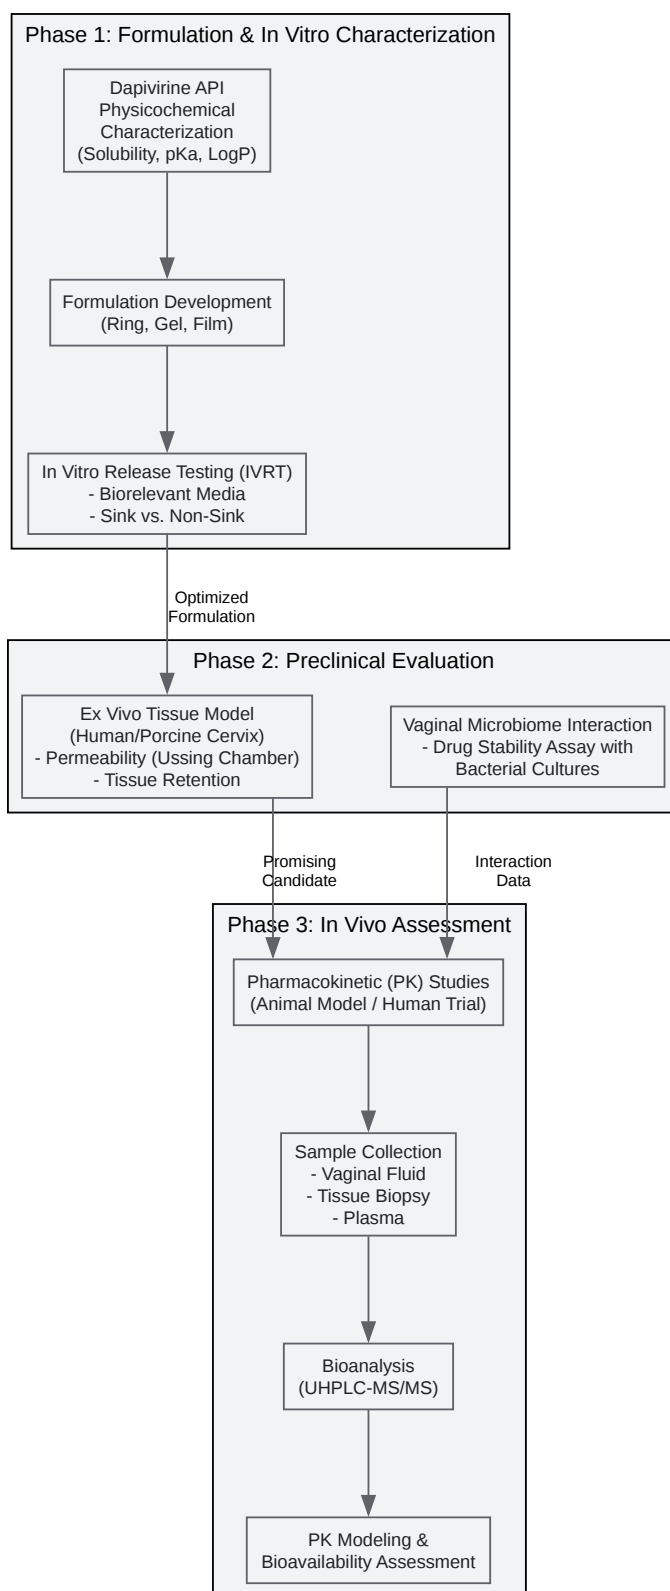 Phase 1: Formulation & In Vitro Characterization
Dapivirine API
Physicochemical
Characterization
(Solubility, pKa, LogP)
Formulation Development
(Ring, Gel, Film)
In Vitro Release Testing (IVRT)
- Biorelevant Media
- Sink vs. Non-Sink
Optimized
Formulation
Phase 2: Preclinical Evaluation
Ex Vivo Tissue Model
(Human/Porcine Cervix)
- Permeability (Ussing Chamber)
- Tissue Retention
Vaginal Microbiome Interaction
- Drug Stability Assay with
Bacterial Cultures
Promising
Candidate
Interaction
Data
Phase 3: In Vivo Assessment
Pharmacokinetic (PK) Studies
(Animal Model / Human Trial)
Sample Collection
- Vaginal Fluid
- Tissue Biopsy
- Plasma
Bioanalysis
(UHPLC-MS/MS)
PK Modeling &
Bioavailability Assessment